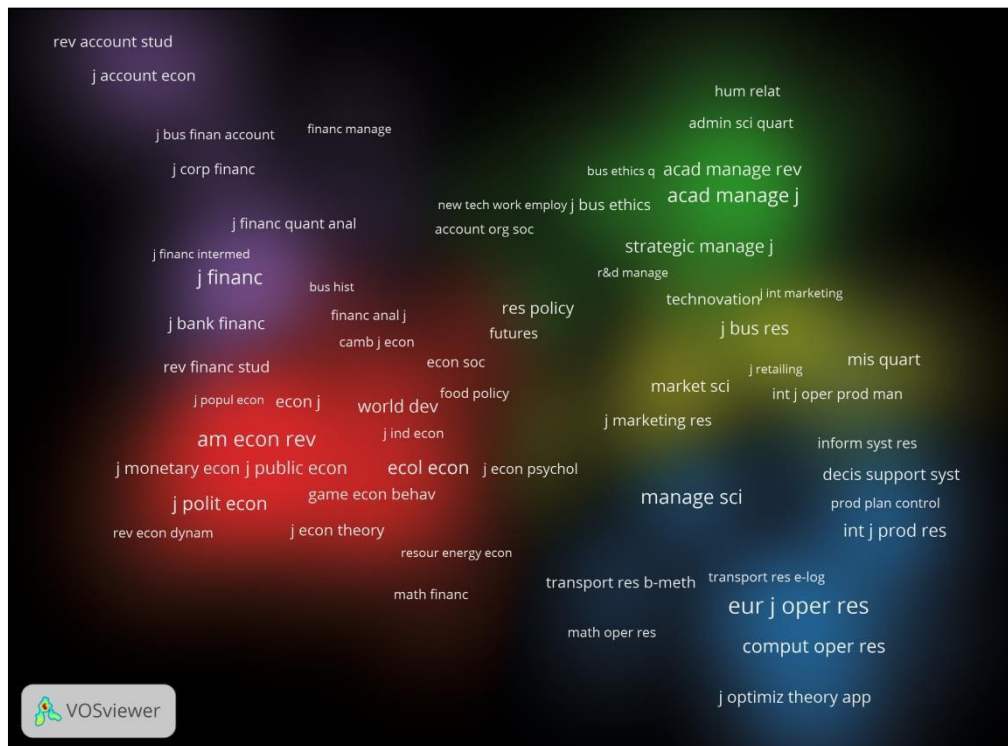 rev account stud
j account econ
hum relat
admin sci quart
j bus finan account
financ manage
j corp financ
bus ethics q
acad manage rev
acad manage j
new tech work employ
j bus ethics
j financ quant anal
account org soc
strategic manage j
j financ intermed
j financ
r&d manage
bus hist
technovation
j int marketing
res policy
j bank financ
financ anal j
j bus res
futures
camb j econ
econ soc
mis quart
rev financ stud
j retailing
market sci
int j oper prod man
food policy
j popul econ
econ j
world dev
j marketing res
am econ rev
j ind econ
inform syst res
j monetary econ
j public econ
ecol econ
j econ psychol
decis support syst
manage sci
game econ behav
j polit econ
prod plan control
rev econ dynam
j econ theory
int j prod res
resour energy econ
transport res b-meth
transport res e-log
math financ
eur j oper res
math oper res
comput oper res
j optimiz theory app
VOSviewer